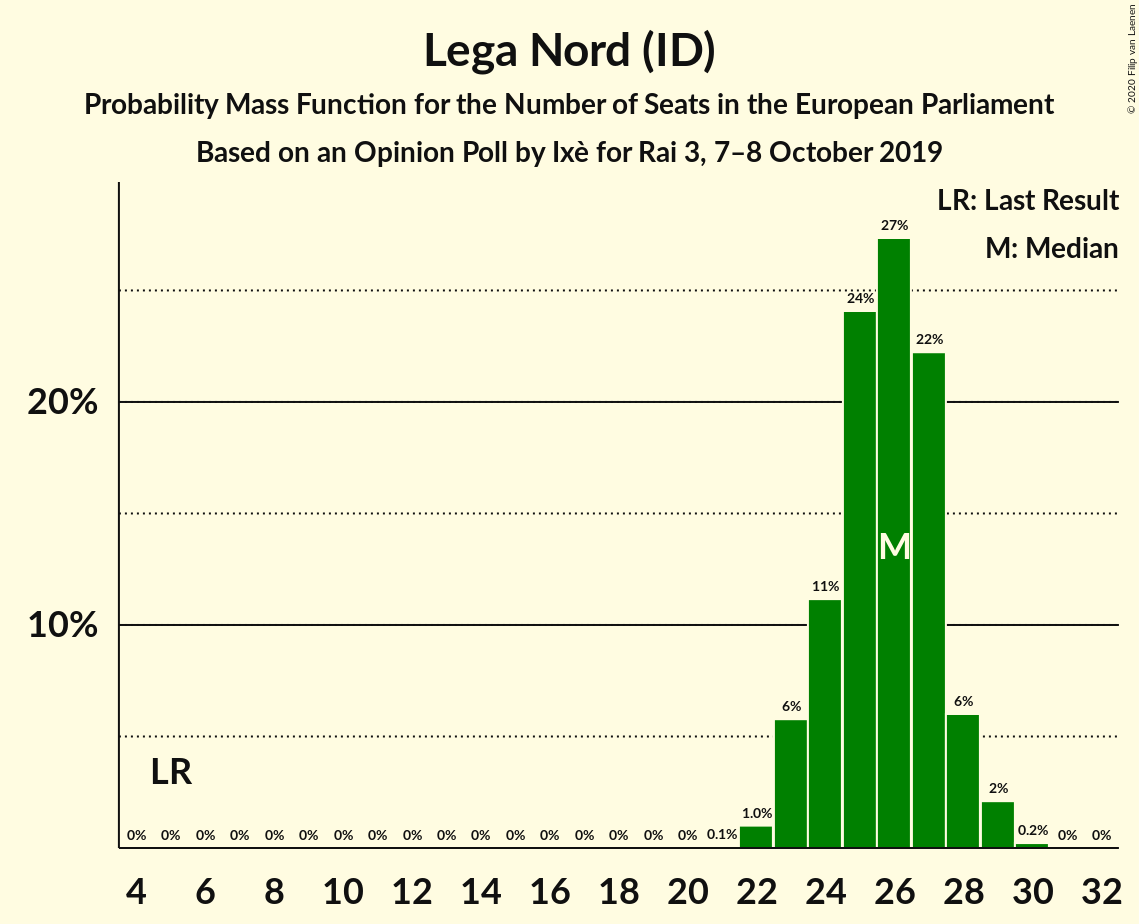 Lega Nord (ID)
Probability Mass Function for the Number of Seats in the European Parliament
Based on an Opinion Poll by Ixè for Rai 3, 7–8 October 2019
© 2020 Filip van Laenen
LR: Last Result
M: Median
20%
10%
LR
M
0% 0% 0% 0% 0% 0% 0% 0% 0% 0% 0% 0% 0% 0% 0% 0% 0% 0.1% 1.0% 6% 11% 24% 27% 22% 6% 2% 0.2% 0% 0%
4 6 8 10 12 14 16 18 20 22 24 26 28 30 32